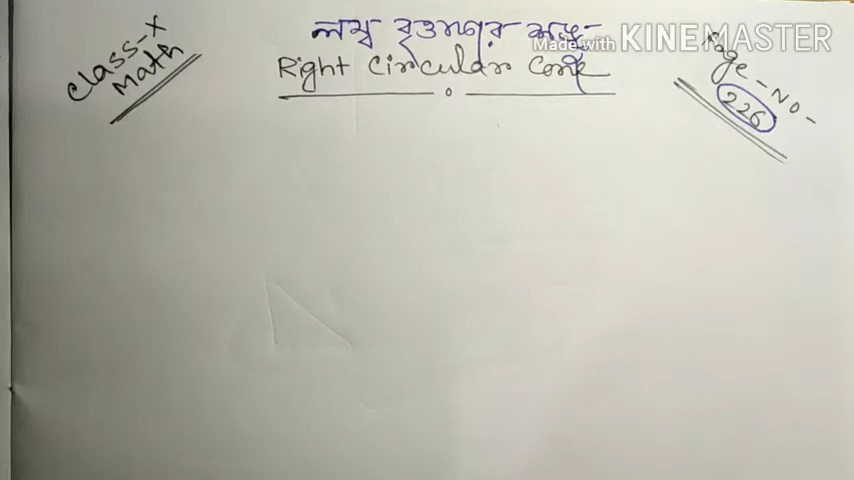 Class-X
Math
লম্ব বৃত্তাকার শঙ্কু
Made with KINEMASTER
Right Circular Cone
Page-No-
226